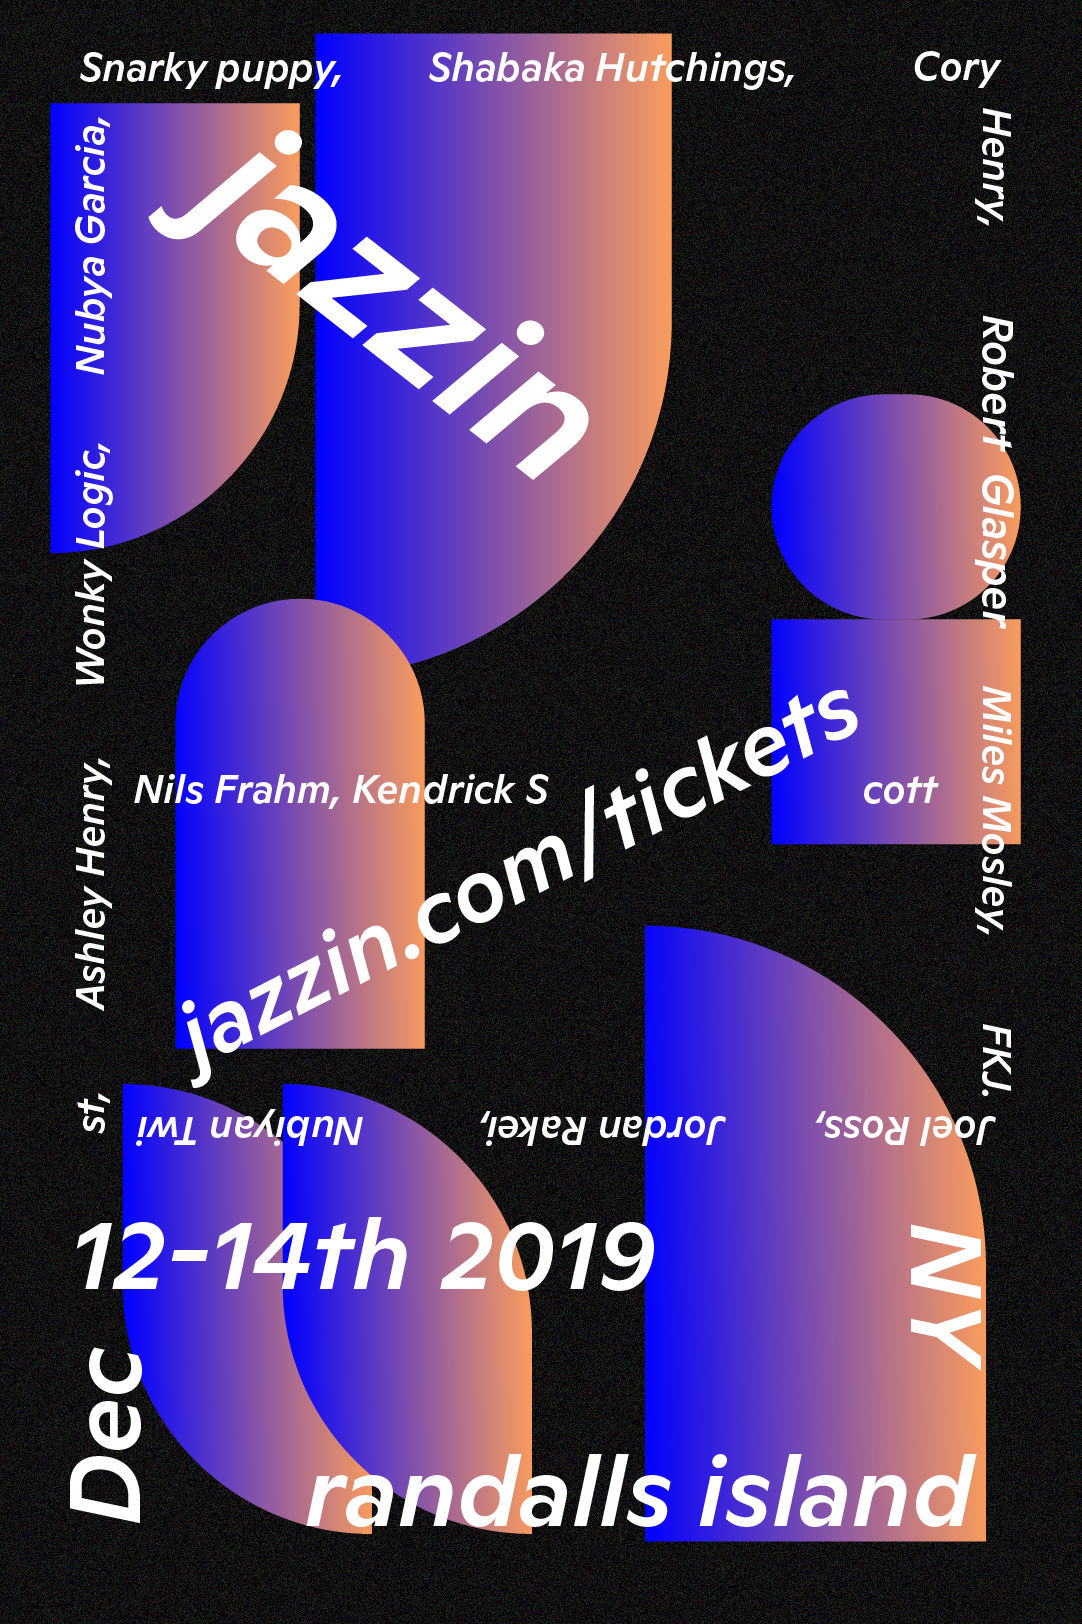 Snarky puppy, Shabaka Hutchings, Cory
Henry, Robert Glasper Miles Mosley, FKJ.
Joel Ross, Jordan Rakei, Nubiyan Twi
st, Ashley Henry, Wonky Logic, Nubya Garcia,
jazzin
Nils Frahm, Kendrick S cott
jazzin.com/tickets
Dec
12-14th 2019
NY
randalls island